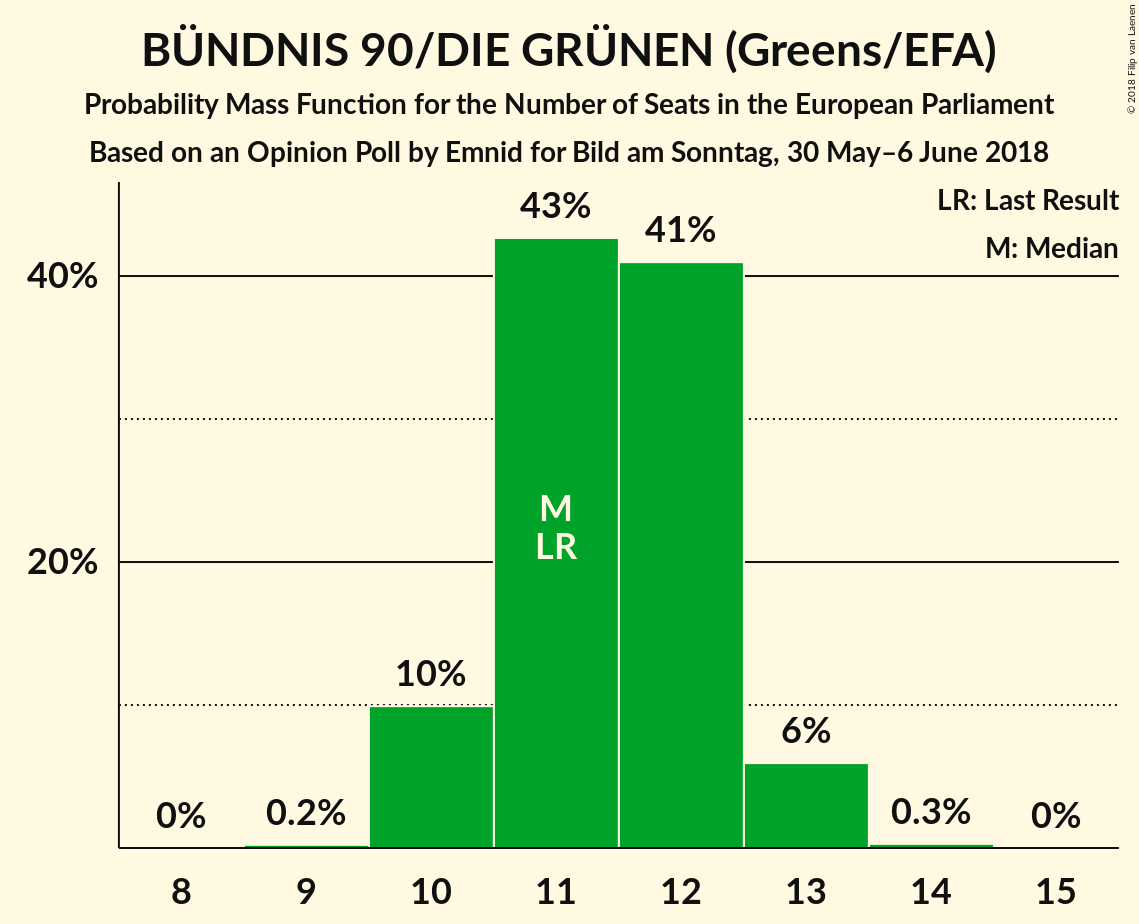 BÜNDNIS 90/DIE GRÜNEN (Greens/EFA)
Probability Mass Function for the Number of Seats in the European Parliament
Based on an Opinion Poll by Emnid for Bild am Sonntag, 30 May–6 June 2018
© 2018 Filip van Laenen
LR: Last Result
M: Median
40%
20%
0%
0.2%
10%
43%
41%
6%
0.3%
0%
M
LR
8 9 10 11 12 13 14 15